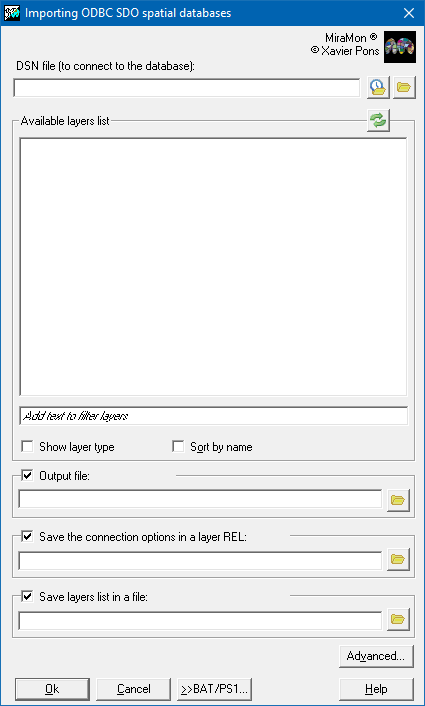 Importing ODBC SDO spatial databases
MiraMon ®
© Xavier Pons
DSN file (to connect to the database):
Available layers list
Add text to filter layers
Show layer type
Sort by name
Output file:
Save the connection options in a layer REL:
Save layers list in a file:
Advanced...
Ok
Cancel
>>BAT/PS1...
Help